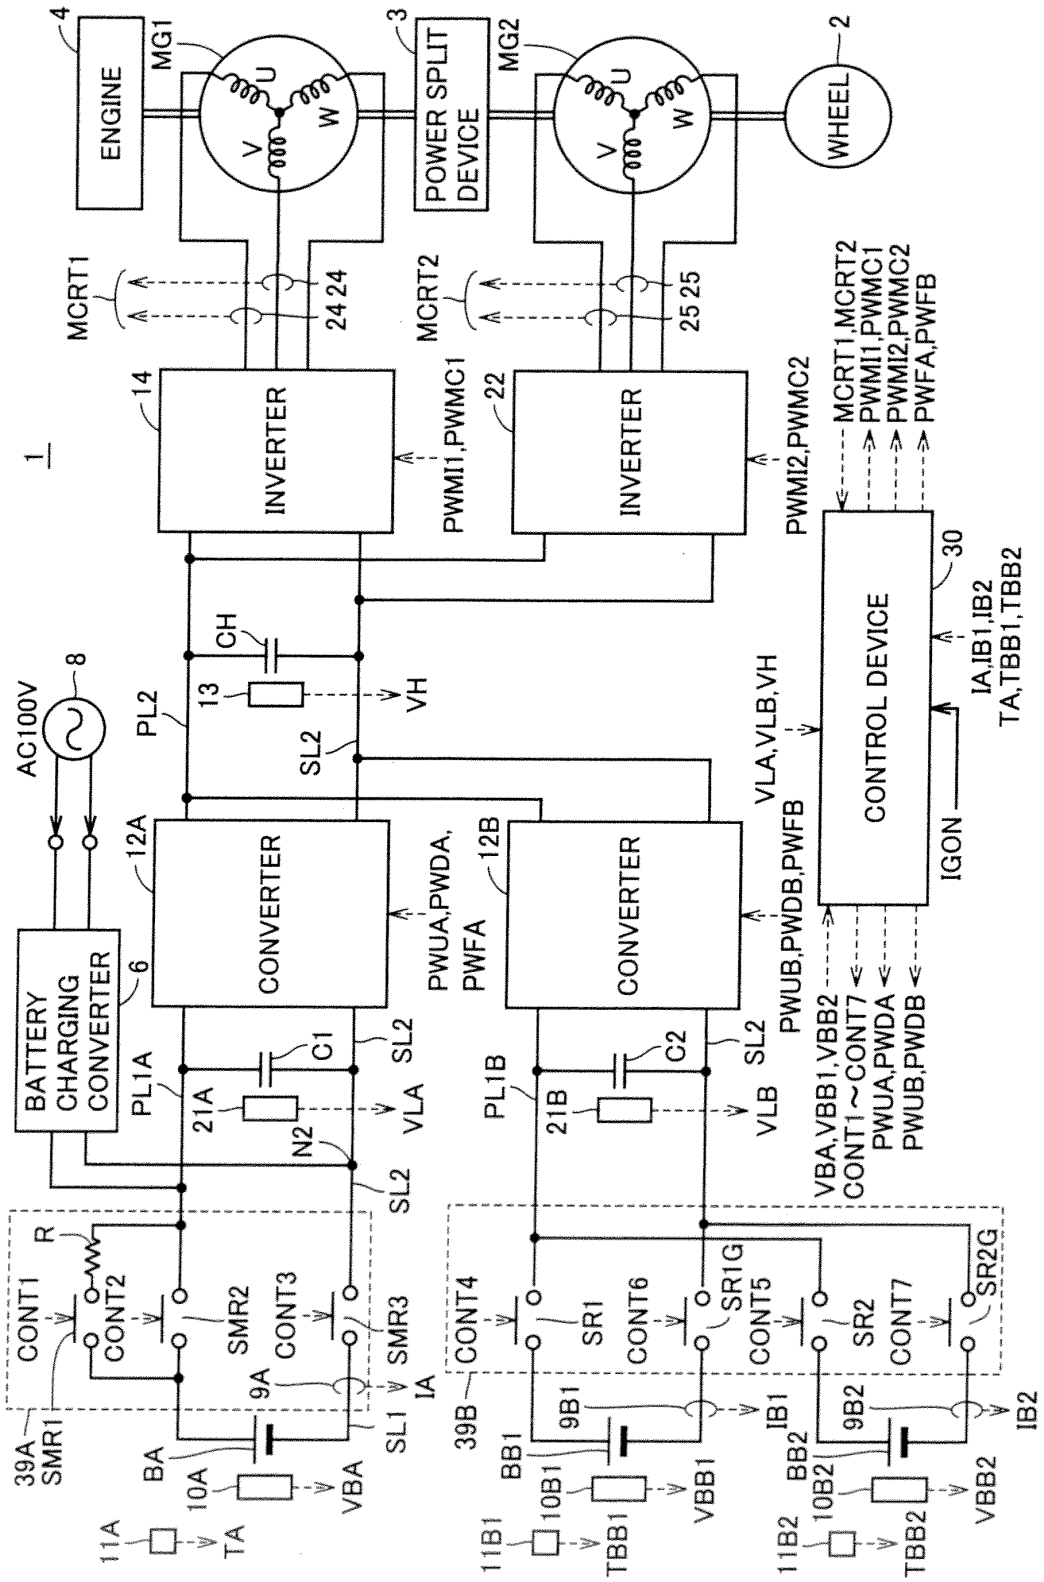 1
AC100V
8
BATTERY
CHARGING
CONVERTER
6
39A
SMR1
CONT1
R
CONT2
SMR2
CONT3
SMR3
9A
IA
SL1
BA
10A
VBA
11A
TA
PL1A
21A
C1
VLA
N2
SL2
SL2
12A
CONVERTER
PWUA,PWDA,
PWFA
PL2
SL2
13
CH
VH
14
INVERTER
PWMI1,PWMC1
MCRT1
24 24
MG1
U
V
W
4
ENGINE
3
POWER SPLIT
DEVICE
MG2
U
V
W
2
WHEEL
MCRT2
25 25
22
INVERTER
PWMI2,PWMC2
12B
CONVERTER
PWUB,PWDB,PWFB
PL1B
21B
C2
SL2
VLB
39B
CONT4
SR1
CONT6
SR1G
CONT5
SR2
CONT7
SR2G
9B1
IB1
BB1
10B1
VBB1
11B1
TBB1
9B2
IB2
BB2
10B2
VBB2
11B2
TBB2
CONTROL DEVICE
30
VLA,VLB,VH
MCRT1,MCRT2
PWMI1,PWMC1
PWMI2,PWMC2
PWFA,PWFB
VBA,VBB1,VBB2
CONT1~CONT7
PWUA,PWDA
PWUB,PWDB
IGON
IA,IB1,IB2
TA,TBB1,TBB2